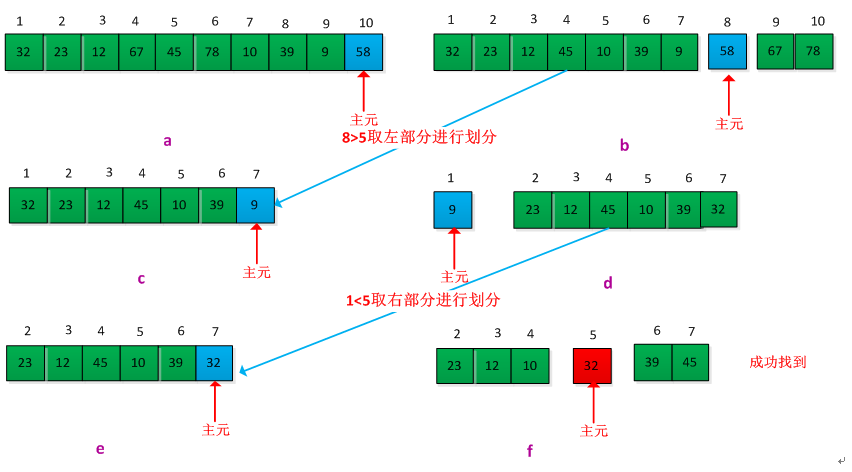 1 2 3 4 5 6 7 8 9 10
32 23 12 67 45 78 10 39 9 58
主元
a
1 2 3 4 5 6 7 8 9 10
32 23 12 45 10 39 9 58 67 78
主元
b
8>5取左部分进行划分
1 2 3 4 5 6 7
32 23 12 45 10 39 9
主元
c
1 2 3 4 5 6 7
9 23 12 45 10 39 32
主元
d
1<5取右部分进行划分
2 3 4 5 6 7
23 12 45 10 39 32
主元
e
2 3 4 5 6 7
23 12 10 32 39 45
主元
成功找到
f